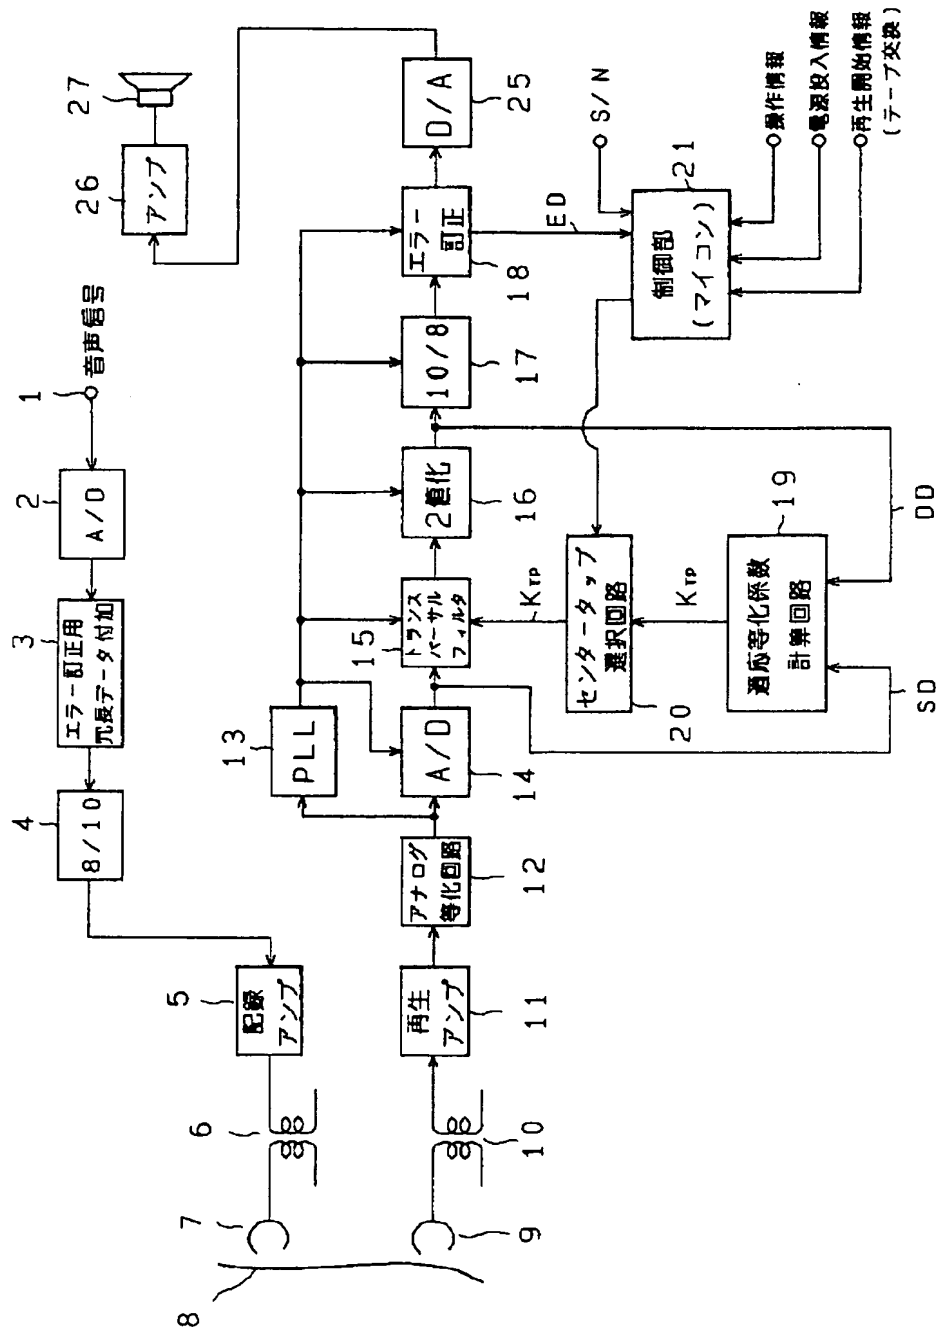 1
音声信号
2
A/D
3
エラー訂正用
冗長データ付加
4
8/10
5
記録
アンプ
6
7
8
9
10
11
再生
アンプ
12
アナログ
等化回路
13
PLL
14
A/D
15
トランス
バーサル
フィルタ
16
2値化
17
10/8
18
エラー
訂正
25
D/A
26
アンプ
27
ED
S/N
21
制御部
(マイコン)
操作情報
電源投入情報
再生開始情報
(テープ交換)
KTP
20
センタータップ
選択回路
KTP
19
適応等化係数
計算回路
SD
DD